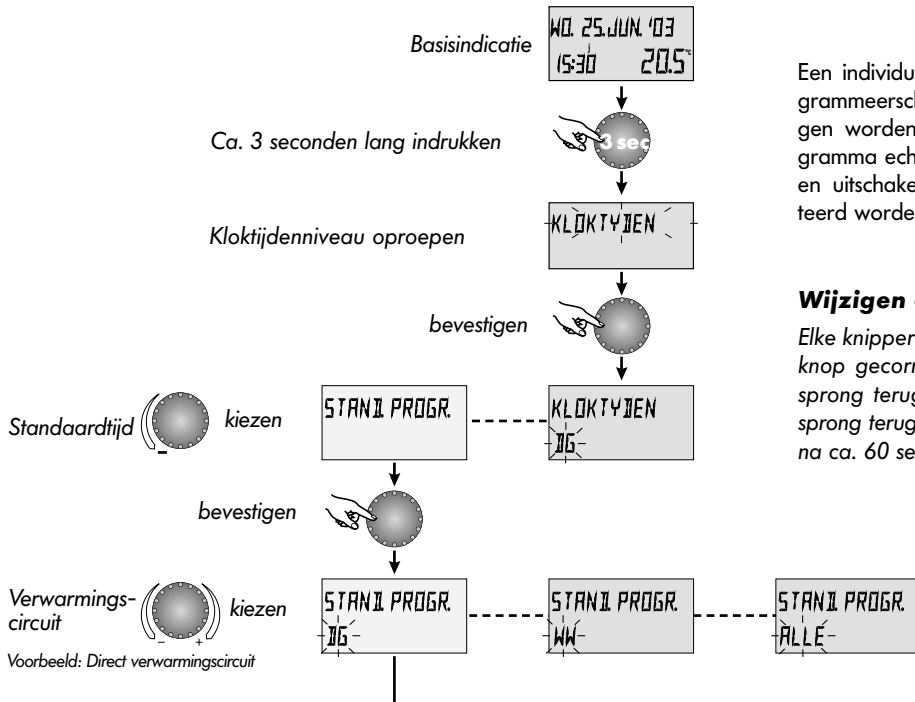 Basisindicatie
WO. 25.JUN. '03
15:30 20.5°C
Ca. 3 seconden lang indrukken
3 sec
Kloktijdenniveau oproepen
KLOKTYDEN
bevestigen
Standaardtijd
–
kiezen
STAND. PROGR.
KLOKTYDEN
DG
bevestigen
Verwarmings-
circuit
– +
kiezen
Voorbeeld: Direct verwarmingscircuit
STAND. PROGR.
DG
STAND. PROGR.
WW
STAND. PROGR.
ALLE
Een individu
grammeersch
gen worden
gramma ech
en uitschake
teerd worde
Wijzigen
Elke knipper
knop gecorr
sprong terug
sprong terug
na ca. 60 se